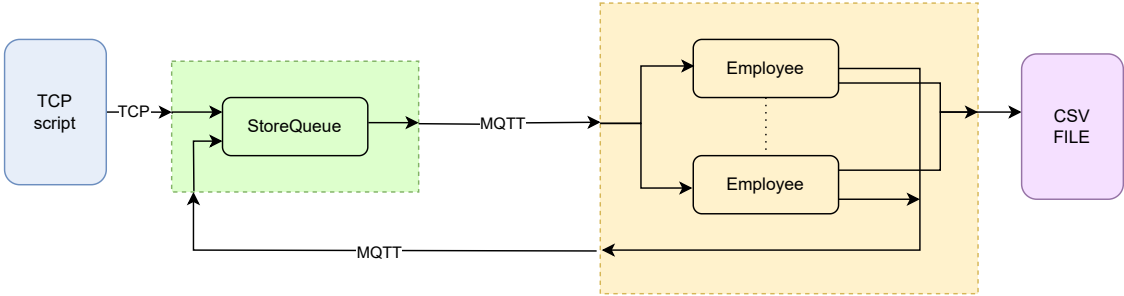 TCP
script
TCP
StoreQueue
MQTT
Employee
Employee
CSV
FILE
MQTT